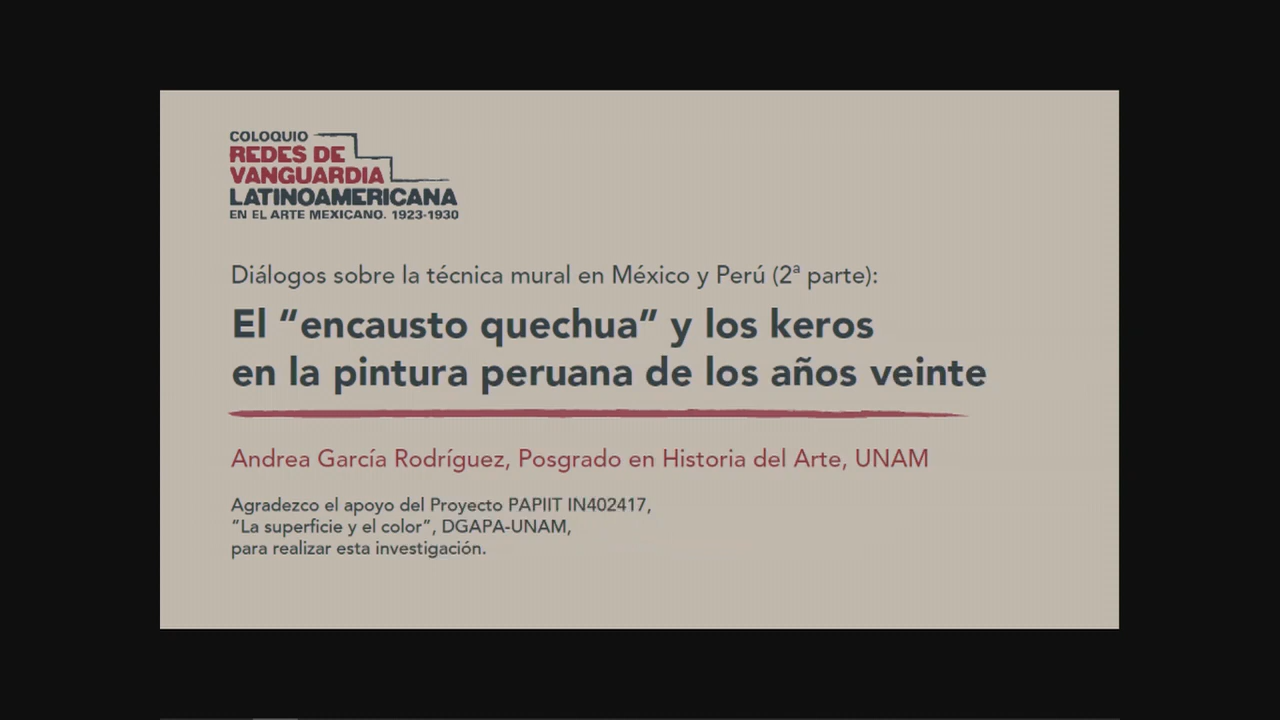 COLOQUIO
REDES DE
VANGUARDIA
LATINOAMERICANA
EN EL ARTE MEXICANO. 1923-1930
Diálogos sobre la técnica mural en México y Perú (2ª parte):
El “encausto quechua” y los keros
en la pintura peruana de los años veinte
Andrea García Rodríguez, Posgrado en Historia del Arte, UNAM
Agradezco el apoyo del Proyecto PAPIIT IN402417,
“La superficie y el color”, DGAPA-UNAM,
para realizar esta investigación.